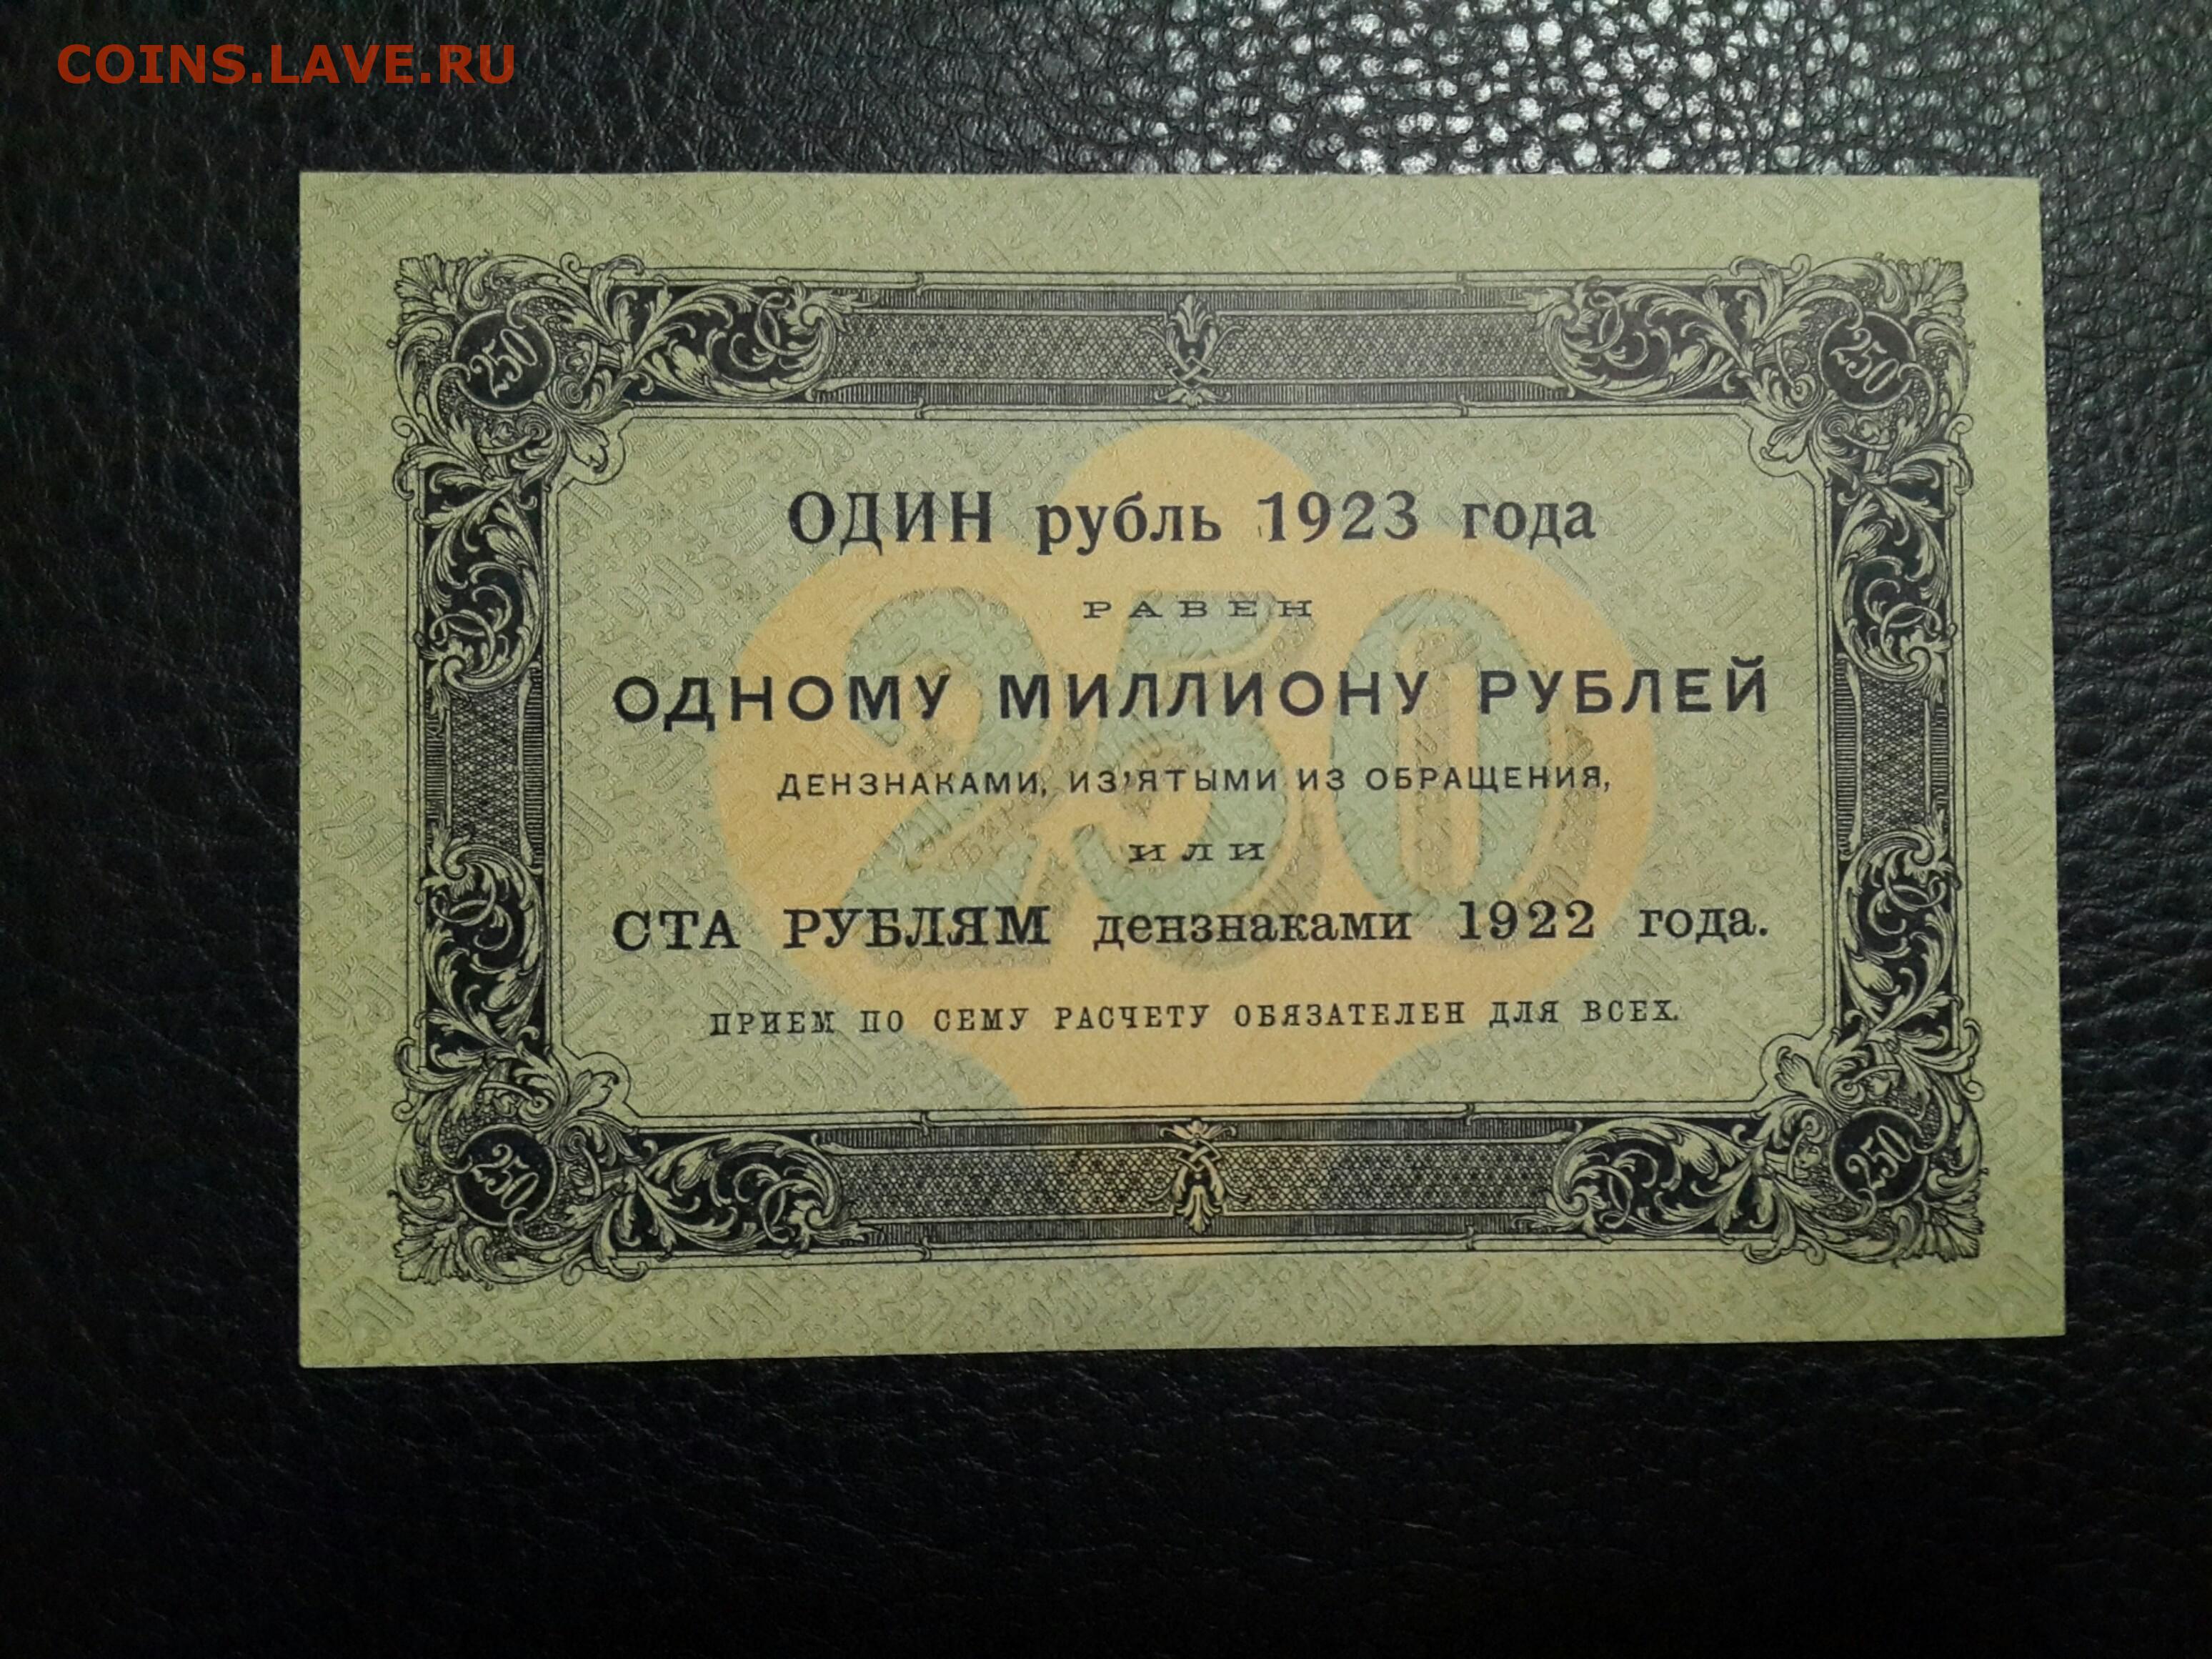 COINS.LAVE.RU
250 250
ОДИН рубль 1923 года
РАВЕН
ОДНОМУ МИЛЛИОНУ РУБЛЕЙ
ДЕНЗНАКАМИ, ИЗ'ЯТЫМИ ИЗ ОБРАЩЕНИЯ,
250
ИЛИ
СТА РУБЛЯМ дензнаками 1922 года.
ПРИЕМ ПО СЕМУ РАСЧЕТУ ОБЯЗАТЕЛЕН ДЛЯ ВСЕХ.
250 250